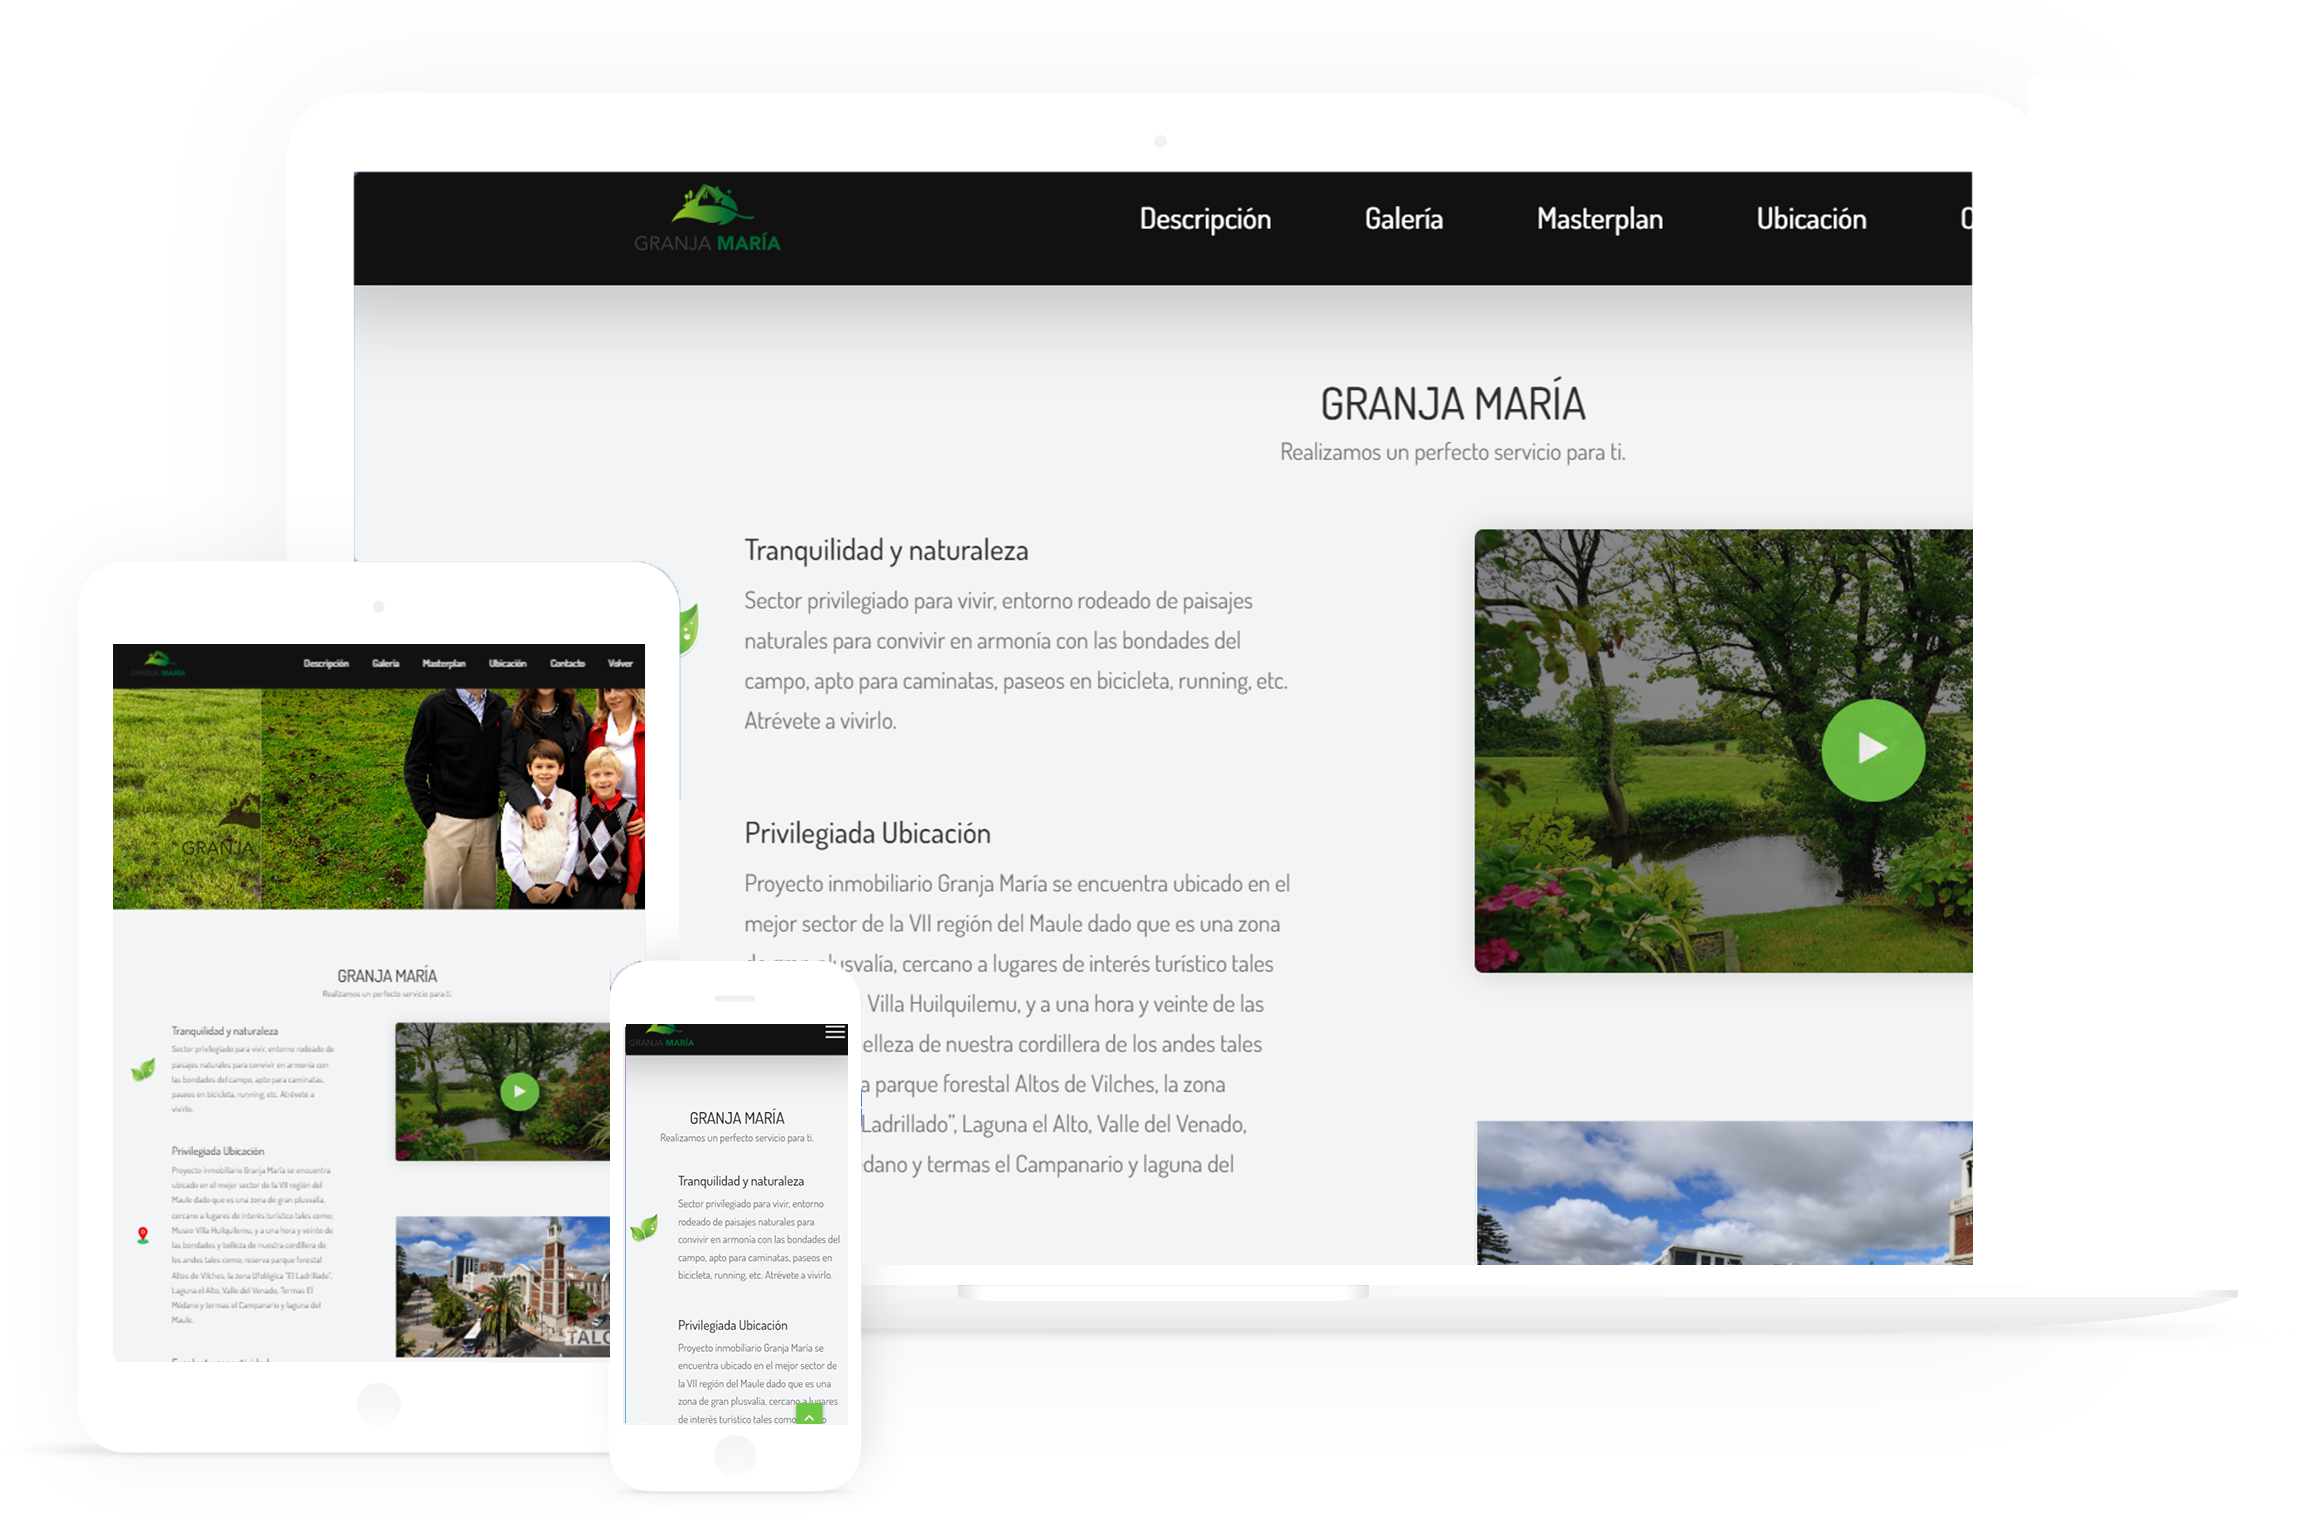 GRANJA MARÍA
Descripción Galería Masterplan Ubicación
GRANJA MARÍA
Realizamos un perfecto servicio para ti.
Tranquilidad y naturaleza
Sector privilegiado para vivir, entorno rodeado de paisajes
naturales para convivir en armonía con las bondades del
campo, apto para caminatas, paseos en bicicleta, running, etc.
Atrévete a vivirlo.
Privilegiada Ubicación
Proyecto inmobiliario Granja María se encuentra ubicado en el
mejor sector de la VII región del Maule dado que es una zona
de gran plusvalía, cercano a lugares de interés turístico tales
Villa Huilquilemu, y a una hora y veinte de las
elleza de nuestra cordillera de los andes tales
a parque forestal Altos de Vilches, la zona
Ladrillado”, Laguna el Alto, Valle del Venado,
édano y termas el Campanario y laguna del
GRANJA MARÍA
Descripción Galería Masterplan Ubicación Contacto Volver
GRANJA
GRANJA MARÍA
Realizamos un perfecto servicio para ti.
Tranquilidad y naturaleza
Sector privilegiado para vivir, entorno rodeado de
paisajes naturales para convivir en armonía con
las bondades del campo, apto para caminatas,
paseos en bicicleta, running, etc. Atrévete a
vivirlo.
Privilegiada Ubicación
Proyecto inmobiliario Granja María se encuentra
ubicado en el mejor sector de la VII región del
Maule dado que es una zona de gran plusvalía,
cercano a lugares de interés turístico tales como;
Museo Villa Huilquilemu, y a una hora y veinte de
las bondades y belleza de nuestra cordillera de
los andes tales como; reserva parque forestal
Altos de Vilches, la zona Ufológica “El Ladrillado”,
Laguna el Alto, Valle del Venado, Termas El
Médano y termas el Campanario y laguna del
Maule.
TALC
GRANJA MARÍA
GRANJA MARÍA
Realizamos un perfecto servicio para ti.
Tranquilidad y naturaleza
Sector privilegiado para vivir, entorno
rodeado de paisajes naturales para
convivir en armonía con las bondades del
campo, apto para caminatas, paseos en
bicicleta, running, etc. Atrévete a vivirlo.
Privilegiada Ubicación
Proyecto inmobiliario Granja María se
encuentra ubicado en el mejor sector de
la VII región del Maule dado que es una
zona de gran plusvalía, cercano a lugares
de interés turístico tales como